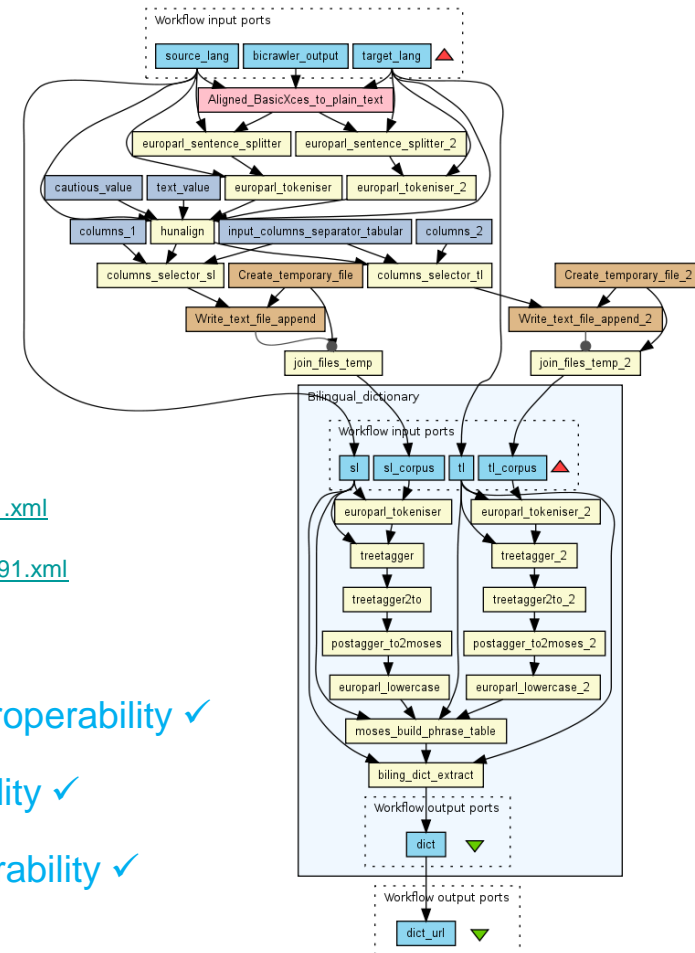 Workflow input ports
source_lang bicrawler_output target_lang
Aligned_BasicXces_to_plain_text
europarl_sentence_splitter europarl_sentence_splitter_2
cautious_value text_value europarl_tokeniser europarl_tokeniser_2
columns_1 hunalign input_columns_separator_tabular columns_2
columns_selector_sl Create_temporary_file columns_selector_tl Create_temporary_file_2
Write_text_file_append Write_text_file_append_2
join_files_temp join_files_temp_2
Bilingual_dictionary
Workflow input ports
sl sl_corpus tl tl_corpus
europarl_tokeniser europarl_tokeniser_2
treetagger treetagger_2
treetagger2to treetagger2to_2
postagger_to2moses postagger_to2moses_2
europarl_lowercase europarl_lowercase_2
moses_build_phrase_table
biling_dict_extract
Workflow output ports
dict
Workflow output ports
dict_url
.xml
91.xml
roperability ✓
lity ✓
rability ✓